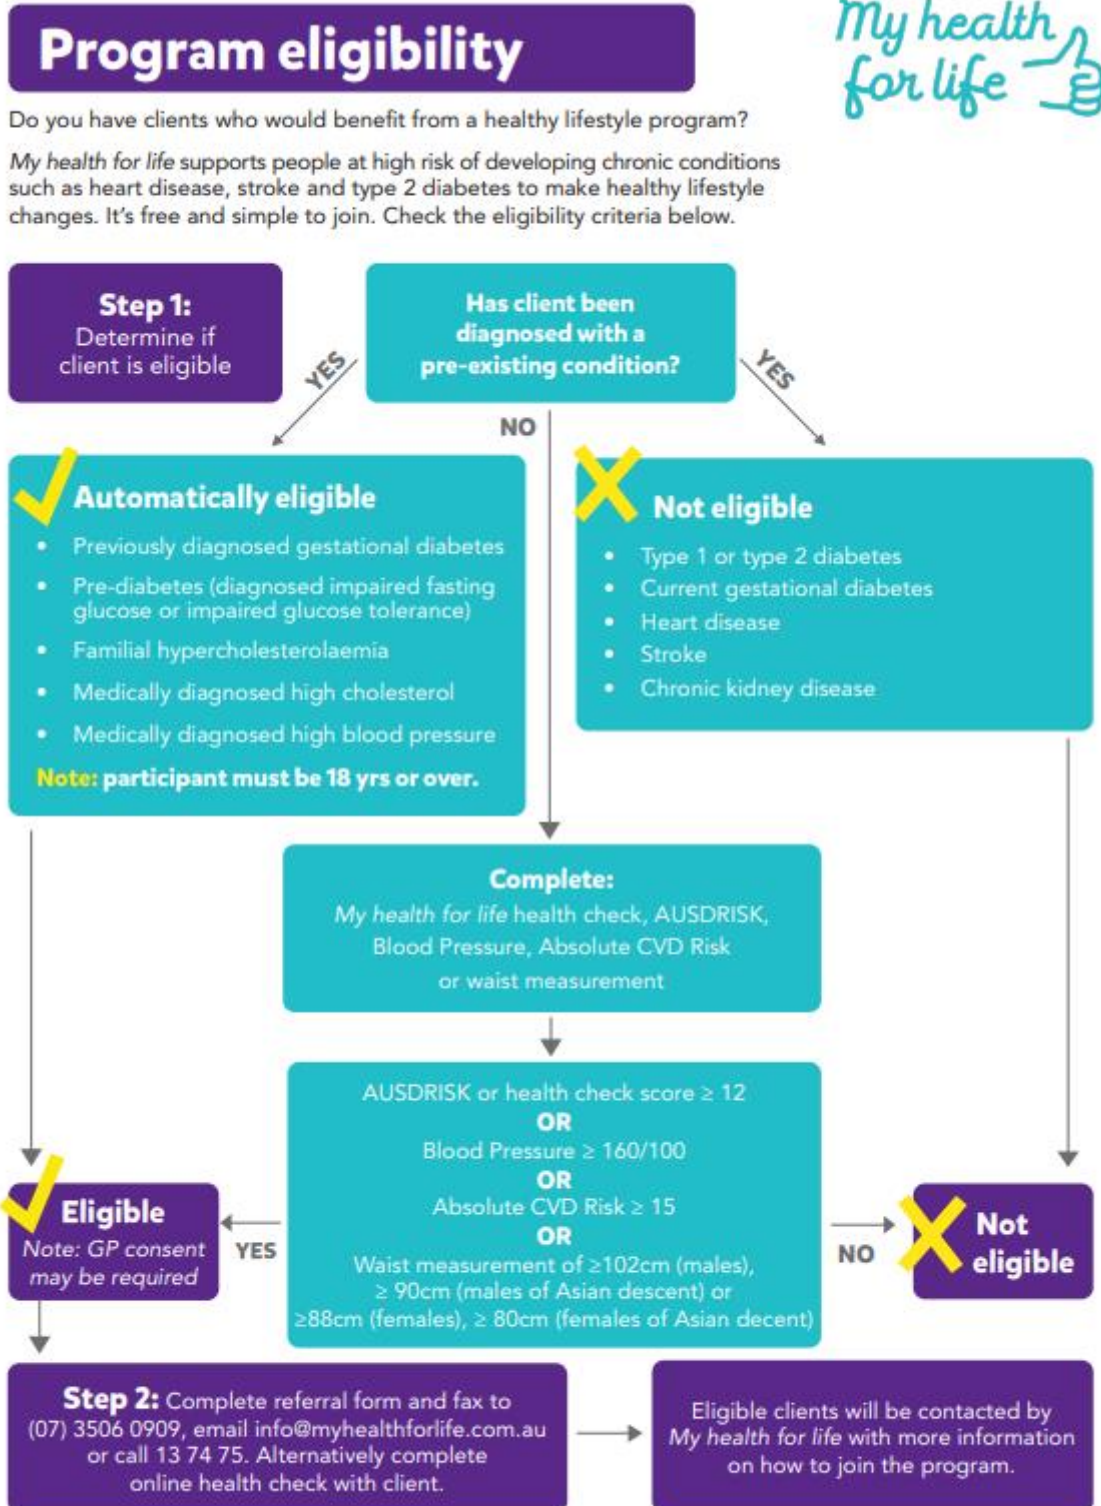 Program eligibility
My health
for life
Do you have clients who would benefit from a healthy lifestyle program?
My health for life supports people at high risk of developing chronic conditions
such as heart disease, stroke and type 2 diabetes to make healthy lifestyle
changes. It's free and simple to join. Check the eligibility criteria below.
Step 1:
Determine if
client is eligible
Has client been
diagnosed with a
pre-existing condition?
YES
NO
YES
Automatically eligible
• Previously diagnosed gestational diabetes
• Pre-diabetes (diagnosed impaired fasting
glucose or impaired glucose tolerance)
• Familial hypercholesterolaemia
• Medically diagnosed high cholesterol
• Medically diagnosed high blood pressure
Note: participant must be 18 yrs or over.
Not eligible
• Type 1 or type 2 diabetes
• Current gestational diabetes
• Heart disease
• Stroke
• Chronic kidney disease
Complete:
My health for life health check, AUSDRISK,
Blood Pressure, Absolute CVD Risk
or waist measurement
AUSDRISK or health check score ≥ 12
OR
Blood Pressure ≥ 160/100
OR
Absolute CVD Risk ≥ 15
OR
Waist measurement of ≥102cm (males),
≥ 90cm (males of Asian descent) or
≥88cm (females), ≥ 80cm (females of Asian decent)
YES
NO
Eligible
Note: GP consent
may be required
Not
eligible
Step 2: Complete referral form and fax to
(07) 3506 0909, email info@myhealthforlife.com.au
or call 13 74 75. Alternatively complete
online health check with client.
Eligible clients will be contacted by
My health for life with more information
on how to join the program.